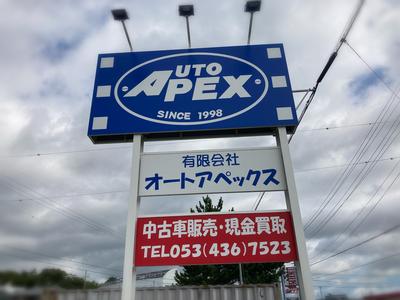 AUTO
APEX
SINCE 1998
有限会社
オートアペックス
中古車販売・現金買取
TEL053(436)7523